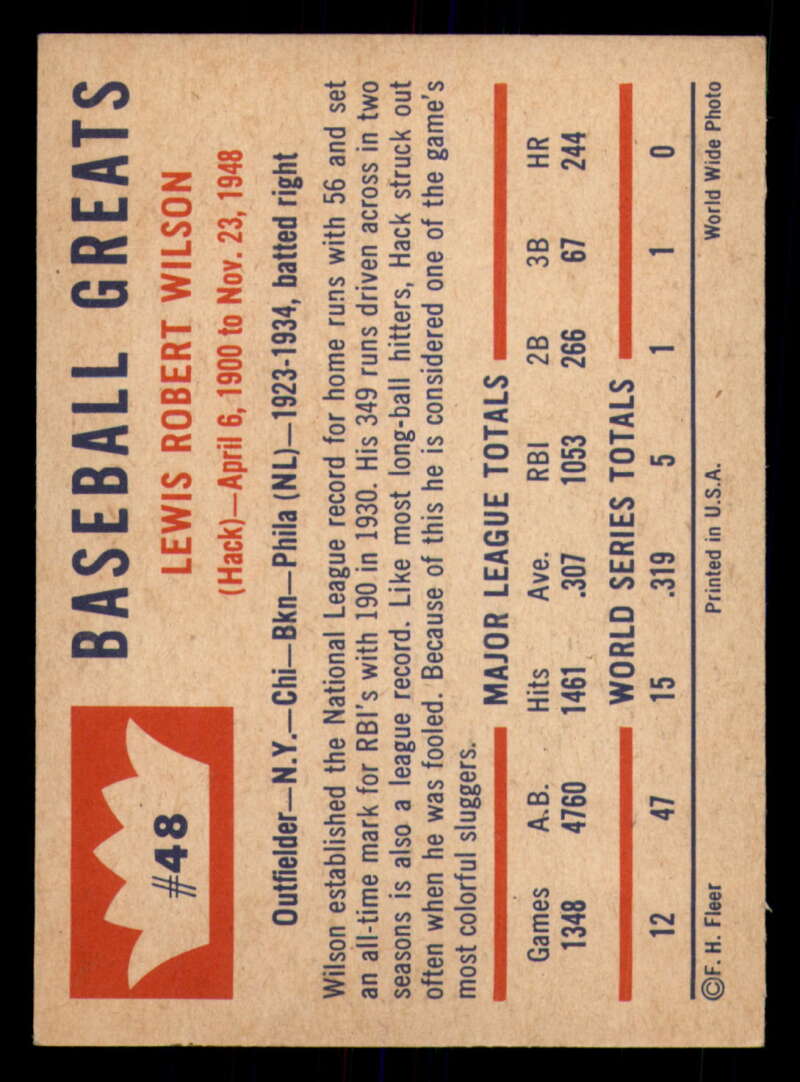 #48
BASEBALL GREATS
LEWIS ROBERT WILSON
(Hack)—April 6, 1900 to Nov. 23, 1948
Outfielder—N.Y.—Chi—Bkn—Phila (NL)—1923-1934, batted right
Wilson established the National League record for home runs with 56 and set
an all-time mark for RBI's with 190 in 1930. His 349 runs driven across in two
seasons is also a league record. Like most long-ball hitters, Hack struck out
often when he was fooled. Because of this he is considered one of the game's
most colorful sluggers.
MAJOR LEAGUE TOTALS
Games A.B. Hits Ave. RBI 2B 3B HR
1348 4760 1461 .307 1053 266 67 244
WORLD SERIES TOTALS
12 47 15 .319 5 1 1 0
©F. H. Fleer Printed in U.S.A. World Wide Photo